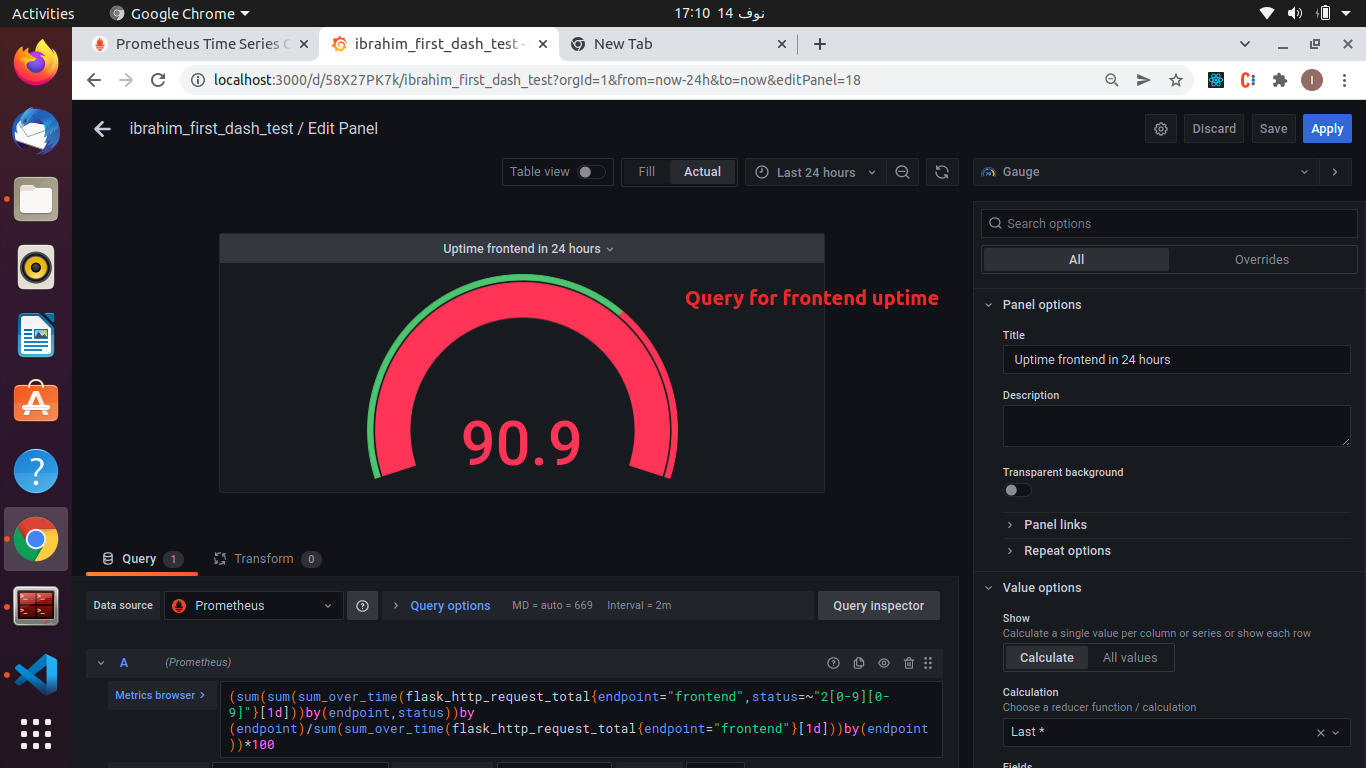 Activities
Google Chrome
17:10 14 نوف
Prometheus Time Series C
ibrahim_first_dash_test -
New Tab
localhost:3000/d/58X27PK7k/ibrahim_first_dash_test?orgId=1&from=now-24h&to=now&editPanel=18
I
ibrahim_first_dash_test / Edit Panel
Discard
Save
Apply
Table view
Fill
Actual
Last 24 hours
Gauge
Search options
All
Overrides
Uptime frontend in 24 hours
Query for frontend uptime
90.9
Panel options
Title
Uptime frontend in 24 hours
Description
Transparent background
Panel links
Repeat options
Query 1
Transform 0
Data source
Prometheus
Query options
MD = auto = 669
Interval = 2m
Query inspector
A
(Prometheus)
Metrics browser >
(sum(sum(sum_over_time(flask_http_request_total{endpoint="frontend",status=~"2[0-9][0-
9]"}[1d]))by(endpoint,status))by
(endpoint)/sum(sum_over_time(flask_http_request_total{endpoint="frontend"}[1d]))by(endpoint
))*100
Value options
Show
Calculate a single value per column or series or show each row
Calculate
All values
Calculation
Choose a reducer function / calculation
Last *
Fields